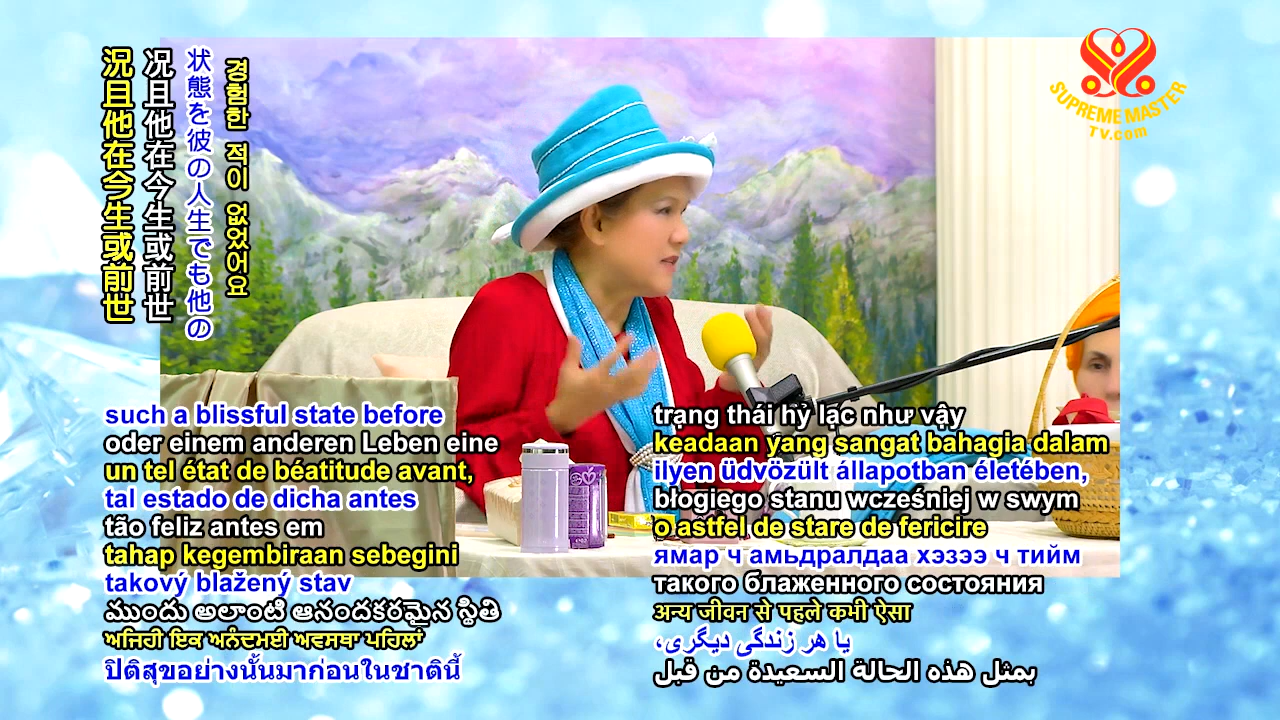 況且他在今生或前世
况且他在今生或前世
状態を彼の人生でも他の
경험한 적이 없었어요
SUPREME MASTER
TV.com
such a blissful state before
oder einem anderen Leben eine
un tel état de béatitude avant,
tal estado de dicha antes
tão feliz antes em
tahap kegembiraan sebegini
takový blažený stav
ముందు అలాంటి ఆనందకరమైన స్థితి
ਅਜਿਹੀ ਇਕ ਅਨੰਦਮਈ ਅਵਸਥਾ ਪਹਿਲਾਂ
ปิติสุขอย่างนั้นมาก่อนในชาตินี้
trạng thái hỷ lạc như vậy
keadaan yang sangat bahagia dalam
ilyen üdvözült állapotban életében,
błogiego stanu wcześniej w swym
o astfel de stare de fericire
ямар ч амьдралдаа хэзээ ч тийм
такого блаженного состояния
अन्य जीवन से पहले कभी ऐसा
یا هر زندگی دیگری،
بمثل هذه الحالة السعيدة من قبل